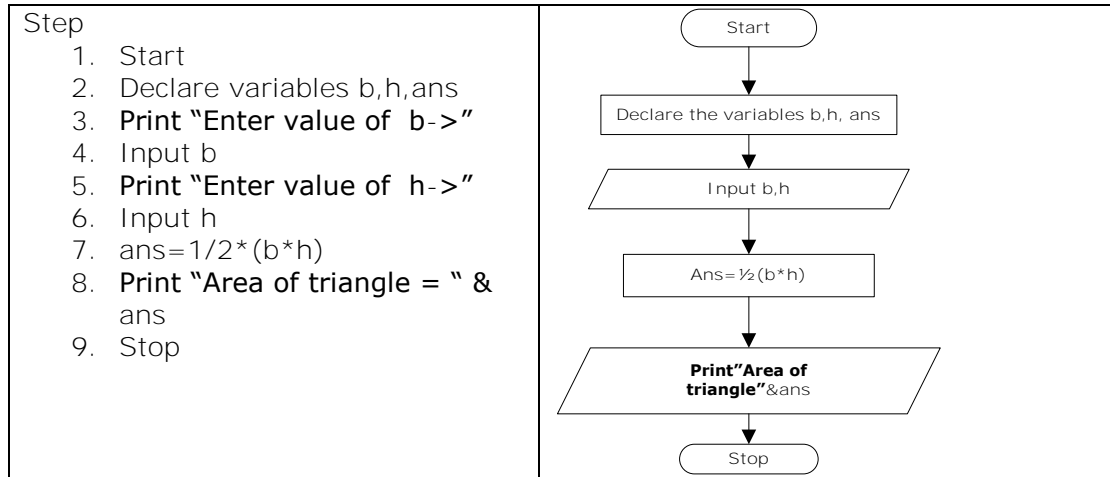 Step
1. Start
2. Declare variables b,h,ans
3. Print “Enter value of b->”
4. Input b
5. Print “Enter value of h->”
6. Input h
7. ans=1/2*(b*h)
8. Print “Area of triangle = “ &
ans
9. Stop
Start
Declare the variables b,h, ans
Input b,h
Ans=½(b*h)
Print”Area of
triangle”&ans
Stop